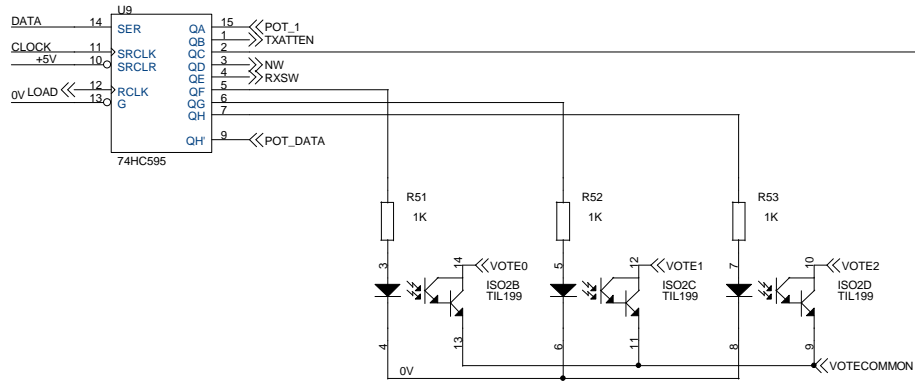 U9
DATA 14 SER QA 15 POT_1
QB 1 TXATTEN
CLOCK 11 SRCLK QC 2
+5V 10 SRCLR QD 3 NW
QE 4 RXSW
0V LOAD 12 RCLK QF 5
13 G QG 6
QH 7
QH' 9 POT_DATA
74HC595
R51 R52 R53
1K 1K 1K
3 14 VOTE0 5 12 VOTE1 7 10 VOTE2
ISO2B ISO2C ISO2D
TIL199 TIL199 TIL199
4 13 6 11 8 9
0V VOTECOMMON